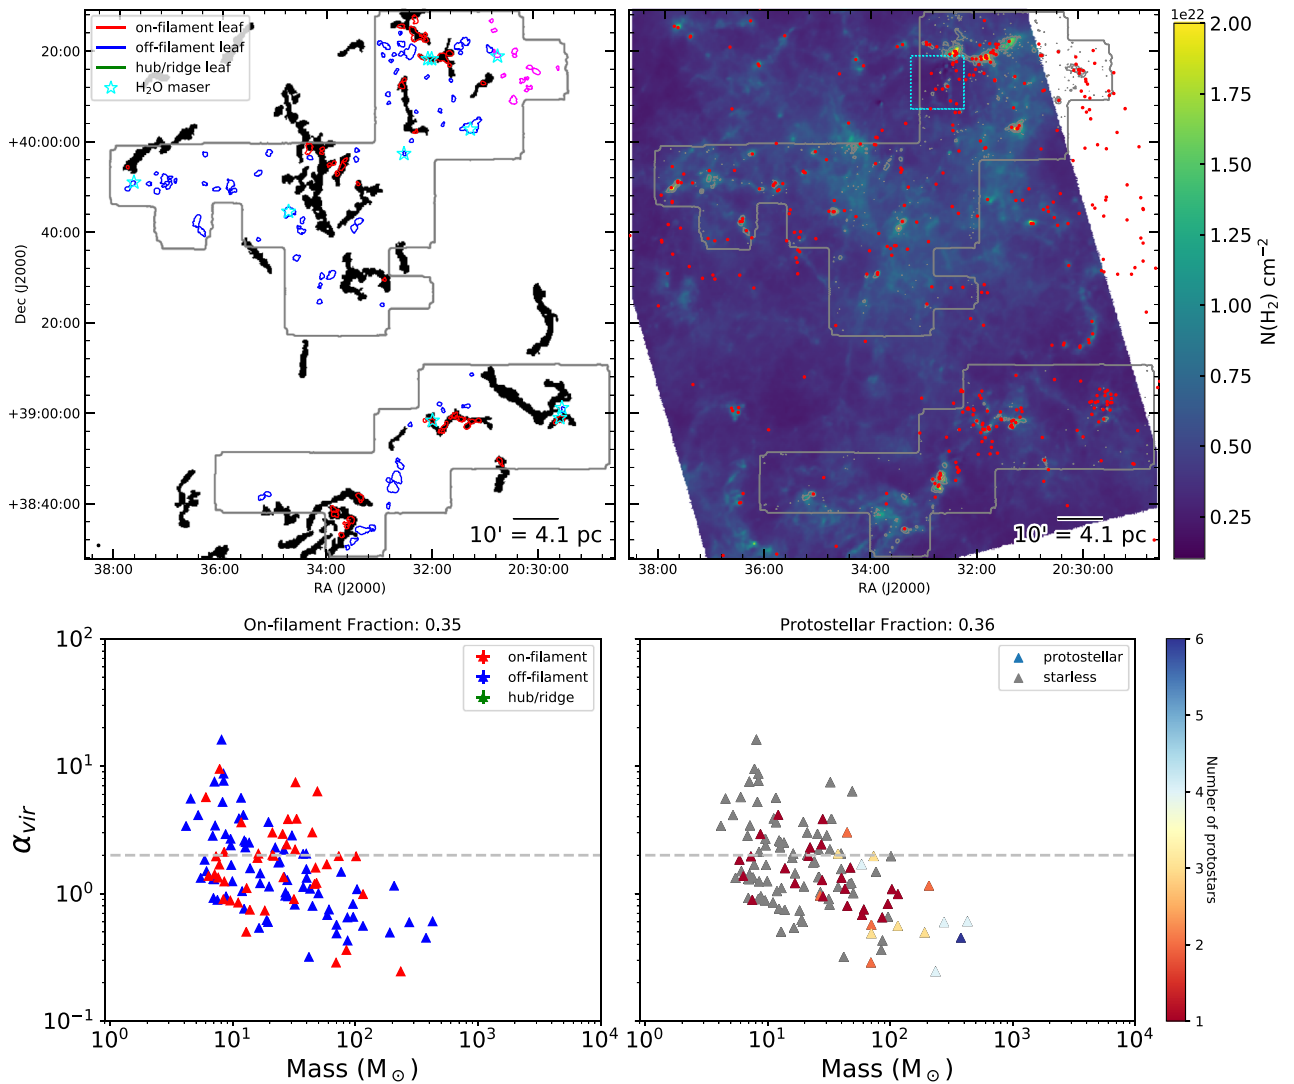 on-filament leaf
off-filament leaf
hub/ridge leaf
H₂O maser
20:00
+40:00:00
40:00
20:00
+39:00:00
+38:40:00
Dec (J2000)
10' = 4.1 pc
38:00
36:00
34:00
32:00
20:30:00
RA (J2000)
10' = 4.1 pc
38:00
36:00
34:00
32:00
20:30:00
RA (J2000)
1e22
2.00
1.75
1.50
1.25
1.00
0.75
0.50
0.25
N(H₂) cm⁻²
On-filament Fraction: 0.35
on-filament
off-filament
hub/ridge
10²
10¹
10⁰
10⁻¹
α_vir
10⁰
10¹
10²
10³
10⁴
Mass (M⊙)
Protostellar Fraction: 0.36
protostellar
starless
10⁰
10¹
10²
10³
10⁴
Mass (M⊙)
6
5
4
3
2
1
Number of protostars